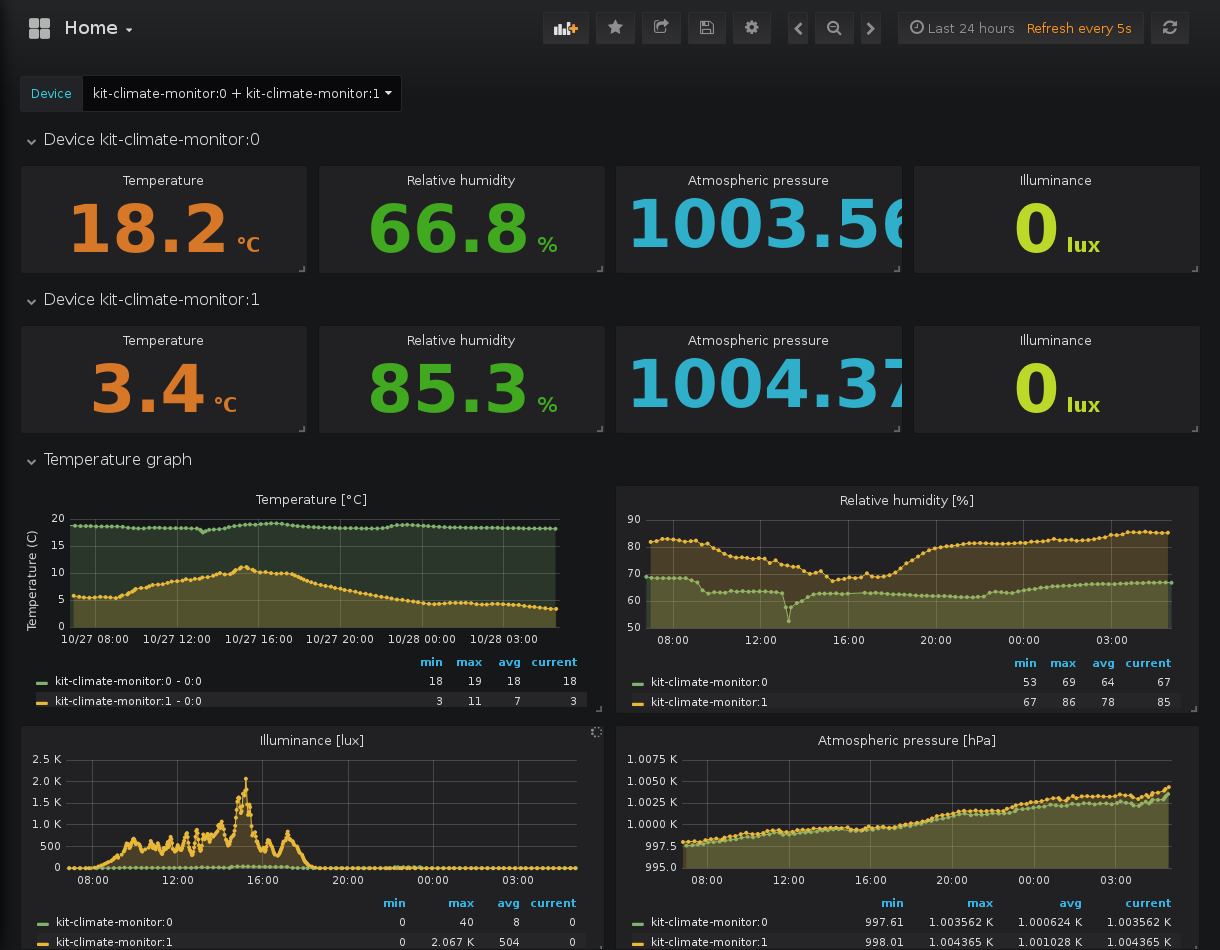 Home
Last 24 hours Refresh every 5s
Device kit-climate-monitor:0 + kit-climate-monitor:1
Device kit-climate-monitor:0
Temperature Relative humidity Atmospheric pressure Illuminance
18.2 °C 66.8 % 1003.56 0 lux
Device kit-climate-monitor:1
Temperature Relative humidity Atmospheric pressure Illuminance
3.4 °C 85.3 % 1004.37 0 lux
Temperature graph
Temperature [°C]
Temperature (C)
20
15
10
5
0
10/27 08:00 10/27 12:00 10/27 16:00 10/27 20:00 10/28 00:00 10/28 03:00
min max avg current
kit-climate-monitor:0 - 0:0 18 19 18 18
kit-climate-monitor:1 - 0:0 3 11 7 3
Relative humidity [%]
90
80
70
60
50
08:00 12:00 16:00 20:00 00:00 03:00
min max avg current
kit-climate-monitor:0 53 69 64 67
kit-climate-monitor:1 67 86 78 85
Illuminance [lux]
2.5 K
2.0 K
1.5 K
1.0 K
500
0
08:00 12:00 16:00 20:00 00:00 03:00
min max avg current
kit-climate-monitor:0 0 40 8 0
kit-climate-monitor:1 0 2.067 K 504 0
Atmospheric pressure [hPa]
1.0075 K
1.0050 K
1.0025 K
1.0000 K
997.5
995.0
08:00 12:00 16:00 20:00 00:00 03:00
min max avg current
kit-climate-monitor:0 997.61 1.003562 K 1.000624 K 1.003562 K
kit-climate-monitor:1 998.01 1.004365 K 1.001028 K 1.004365 K